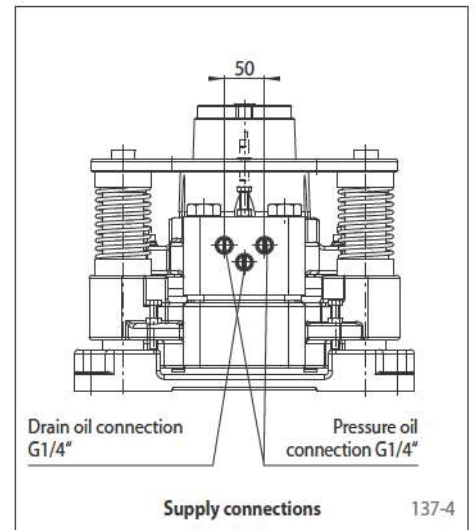 50
Drain oil connection
G1/4“
Pressure oil
connection G1/4“
Supply connections
137-4